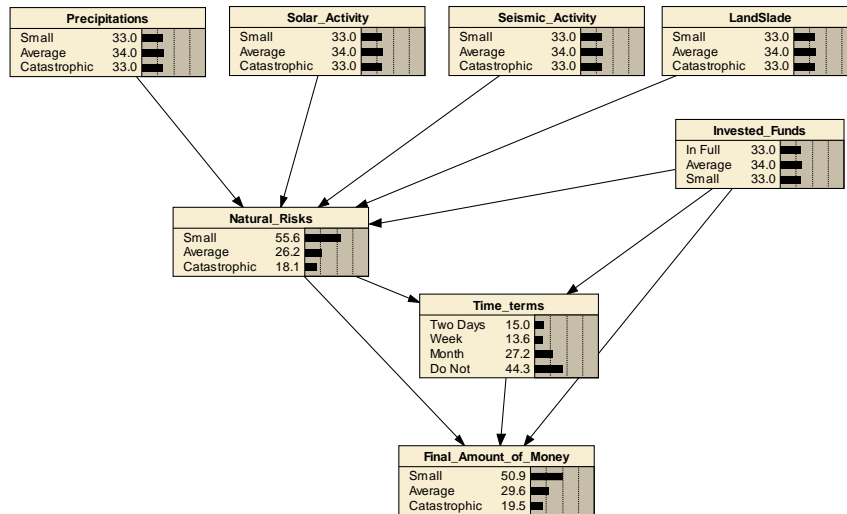 Precipitations
Small 33.0
Average 34.0
Catastrophic 33.0
Solar_Activity
Small 33.0
Average 34.0
Catastrophic 33.0
Seismic_Activity
Small 33.0
Average 34.0
Catastrophic 33.0
LandSlade
Small 33.0
Average 34.0
Catastrophic 33.0
Invested_Funds
In Full 33.0
Average 34.0
Small 33.0
Natural_Risks
Small 55.6
Average 26.2
Catastrophic 18.1
Time_terms
Two Days 15.0
Week 13.6
Month 27.2
Do Not 44.3
Final_Amount_of_Money
Small 50.9
Average 29.6
Catastrophic 19.5